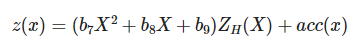 z(x) = (b₇X² + b₈X + b₉)Z_H(X) + acc(x)